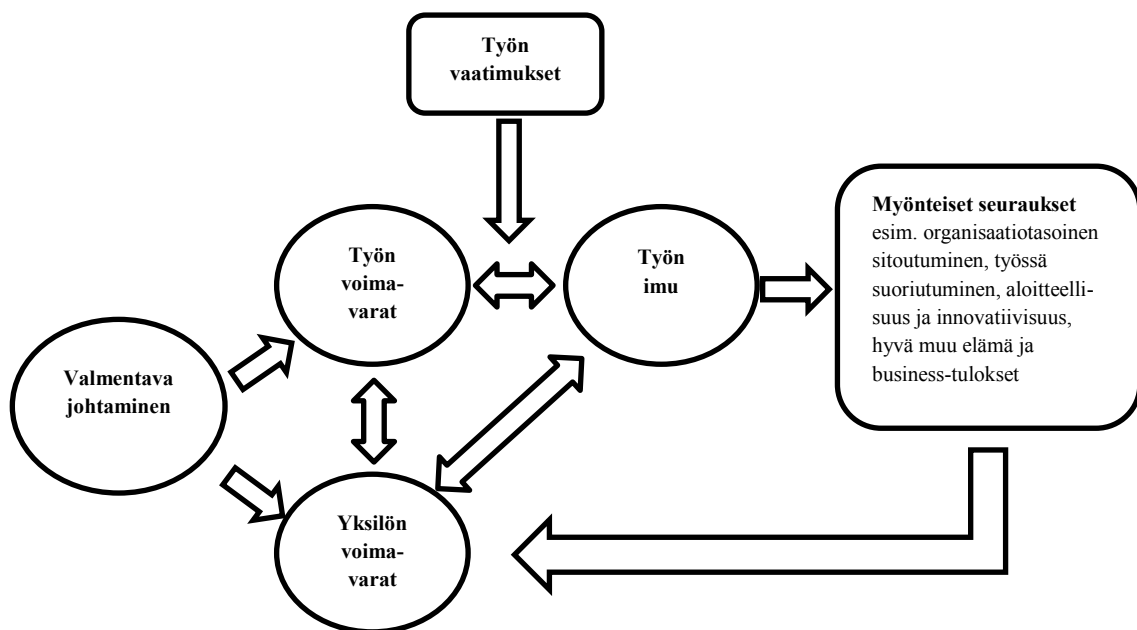 Työn
vaatimukset
Työn
voima-
varat
Työn
imu
Myönteiset seuraukset
esim. organisaatiotasoinen
sitoutuminen, työssä
suoriutuminen, aloitteelli-
suus ja innovatiivisuus,
hyvä muu elämä ja
business-tulokset
Valmentava
johtaminen
Yksilön
voima-
varat